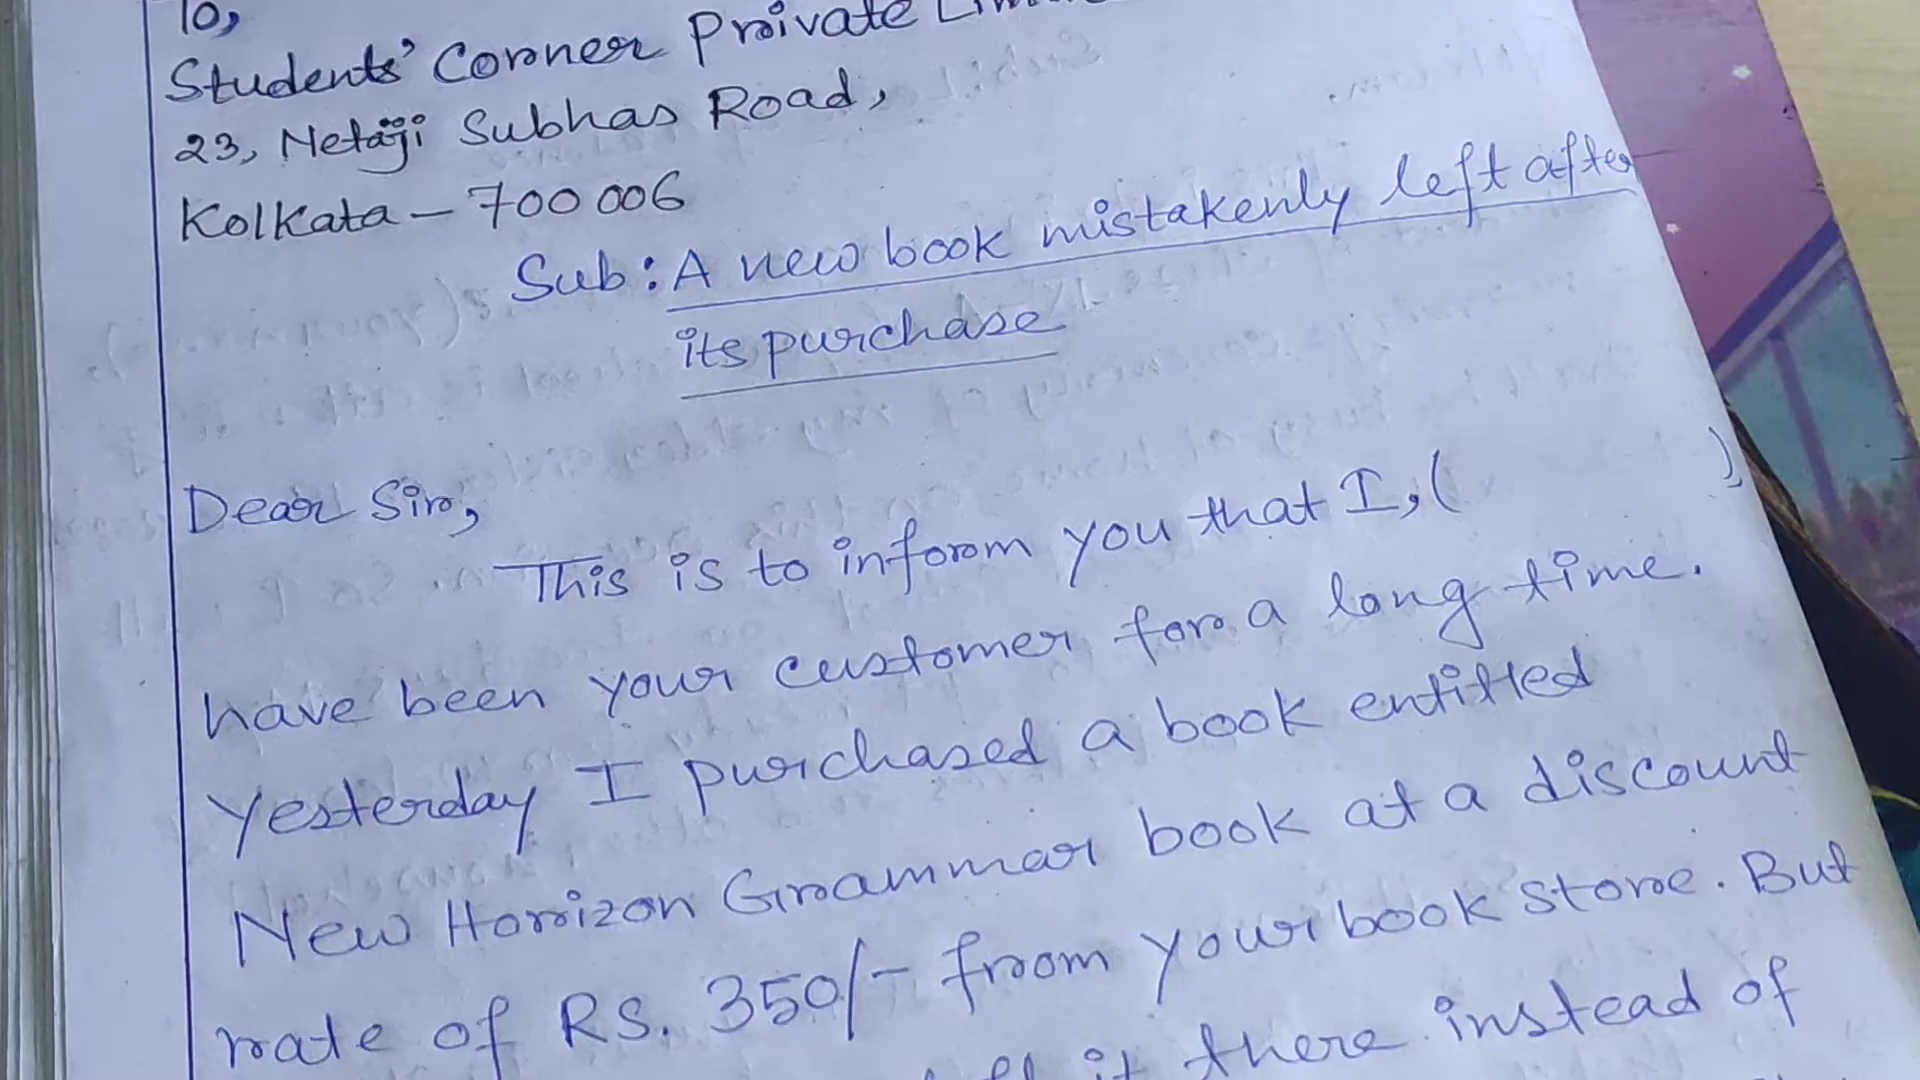 To,
Students' Corner Private
23, Netaji Subhas Road,
Kolkata - 700 006
Sub: A new book mistakenly left after
its purchase
Dear Sir,
This is to inform you that I, ( )
have been your customer for a long time.
Yesterday I purchased a book entitled
New Horizon Grammar book at a discount
rate of RS. 350/- from your book store. But
it there instead of